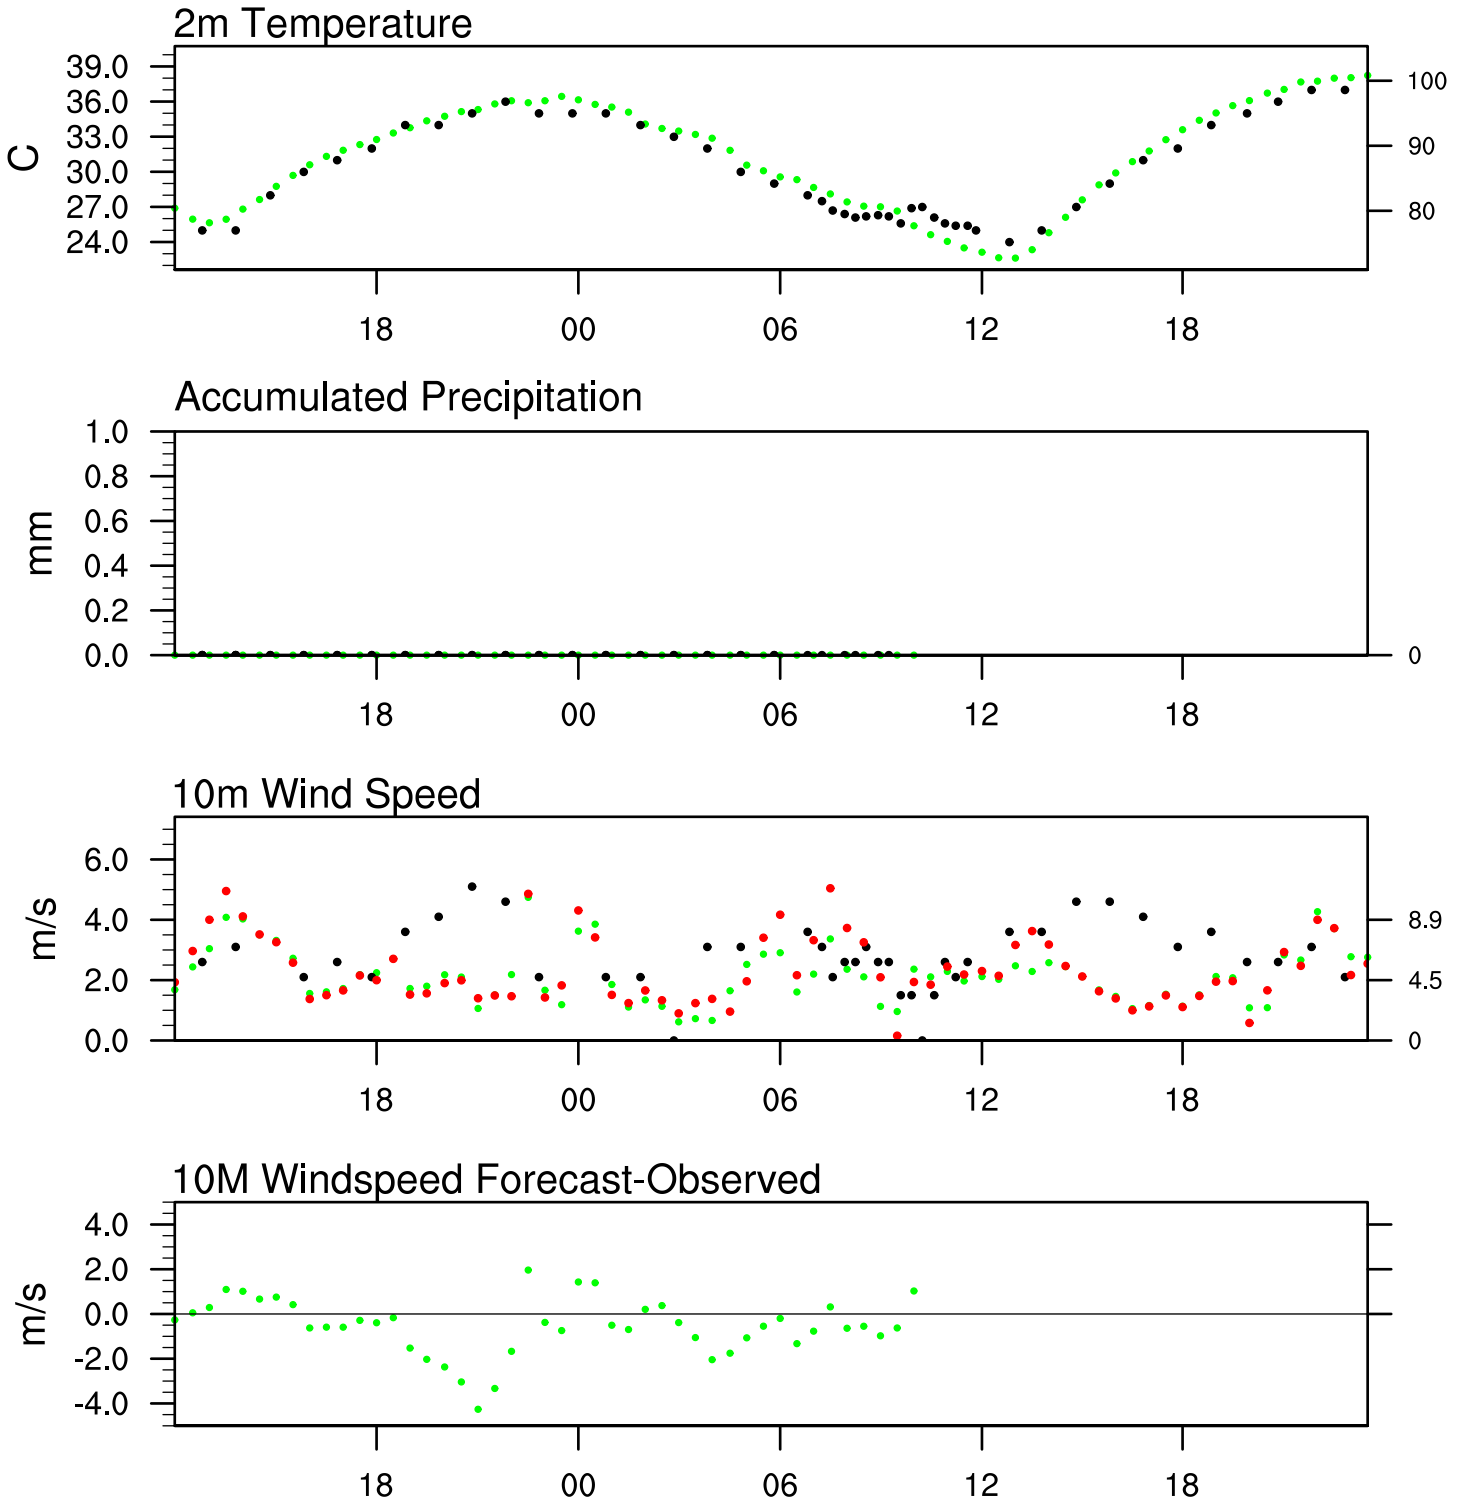 2m Temperature
39.0
36.0
33.0
30.0
27.0
24.0
C
100
90
80
18 00 06 12 18
Accumulated Precipitation
1.0
0.8
0.6
0.4
0.2
0.0
mm
0
18 00 06 12 18
10m Wind Speed
6.0
4.0
2.0
0.0
m/s
8.9
4.5
0
18 00 06 12 18
10M Windspeed Forecast-Observed
4.0
2.0
0.0
-2.0
-4.0
m/s
18 00 06 12 18